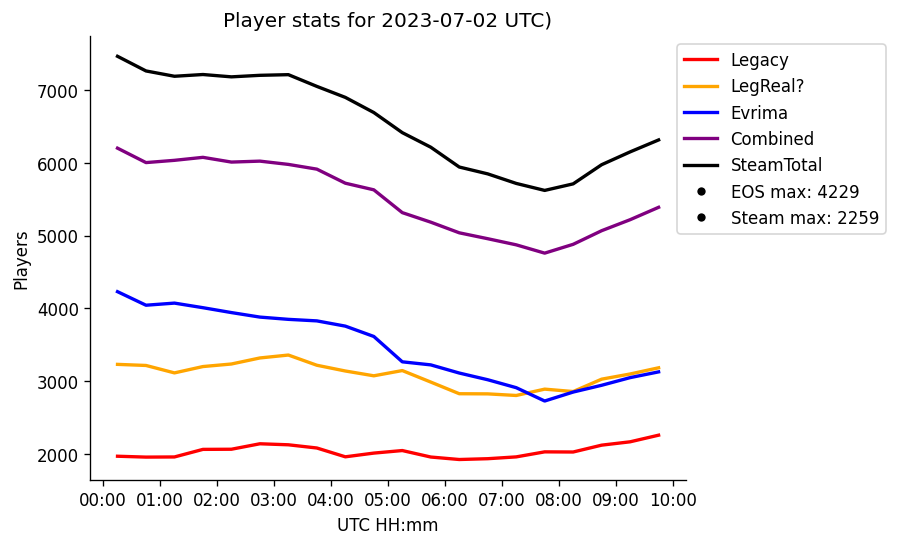 Player stats for 2023-07-02 UTC)
Legacy
LegReal?
Evrima
Combined
SteamTotal
EOS max: 4229
Steam max: 2259
Players
7000
6000
5000
4000
3000
2000
00:00 01:00 02:00 03:00 04:00 05:00 06:00 07:00 08:00 09:00 10:00
UTC HH:mm